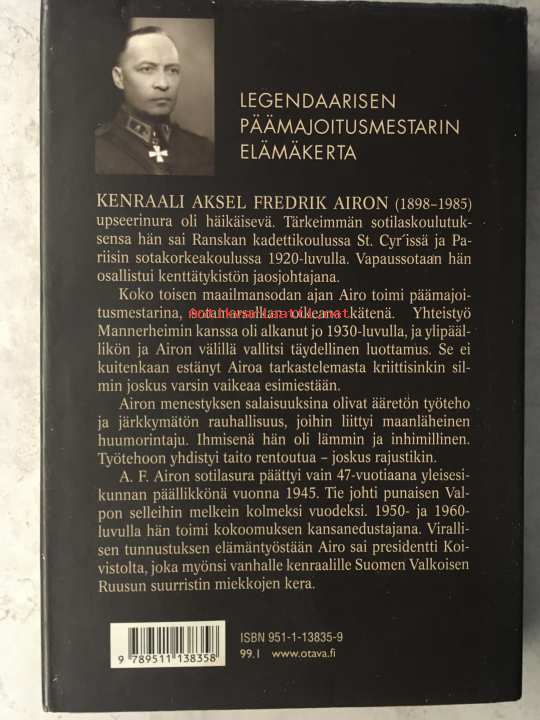 LEGENDAARISEN
PÄÄMAJOITUSMESTARIN
ELÄMÄKERTA
KENRAALI AKSEL FREDRIK AIRON (1898–1985)
upseerinura oli häikäisevä. Tärkeimmän sotilaskoulutuk-
sensa hän sai Ranskan kadettikoulussa St. Cyr´issä ja Pa-
riisin sotakorkeakoulussa 1920-luvulla. Vapaussotaan hän
osallistui kenttätykistön jaosjohtajana.
Koko toisen maailmansodan ajan Airo toimi päämajoi-
tusmestarina, sotamarsalkan oikeana kätenä. Yhteistyö
Mannerheimin kanssa oli alkanut jo 1930-luvulla, ja ylipääl-
likön ja Airon välillä vallitsi täydellinen luottamus. Se ei
kuitenkaan estänyt Airoa tarkastelemasta kriittisinkin sil-
min joskus varsin vaikeaa esimiestään.
Airon menestyksen salaisuuksina olivat ääretön työteho
ja järkkymätön rauhallisuus, joihin liittyi maanläheinen
huumorintaju. Ihmisenä hän oli lämmin ja inhimillinen.
Työtehoon yhdistyi taito rentoutua – joskus rajustikin.
A. F. Airon sotilasura päättyi vain 47-vuotiaana yleisesi-
kunnan päällikkönä vuonna 1945. Tie johti punaisen Val-
pon selleihin melkein kolmeksi vuodeksi. 1950- ja 1960-
luvulla hän toimi kokoomuksen kansanedustajana. Viralli-
sen tunnustuksen elämäntyöstään Airo sai presidentti Koi-
vistolta, joka myönsi vanhalle kenraalille Suomen Valkoisen
Ruusun suurristin miekkojen kera.
ISBN 951-1-13835-9
99.1 www.otava.fi
9 789511 138358